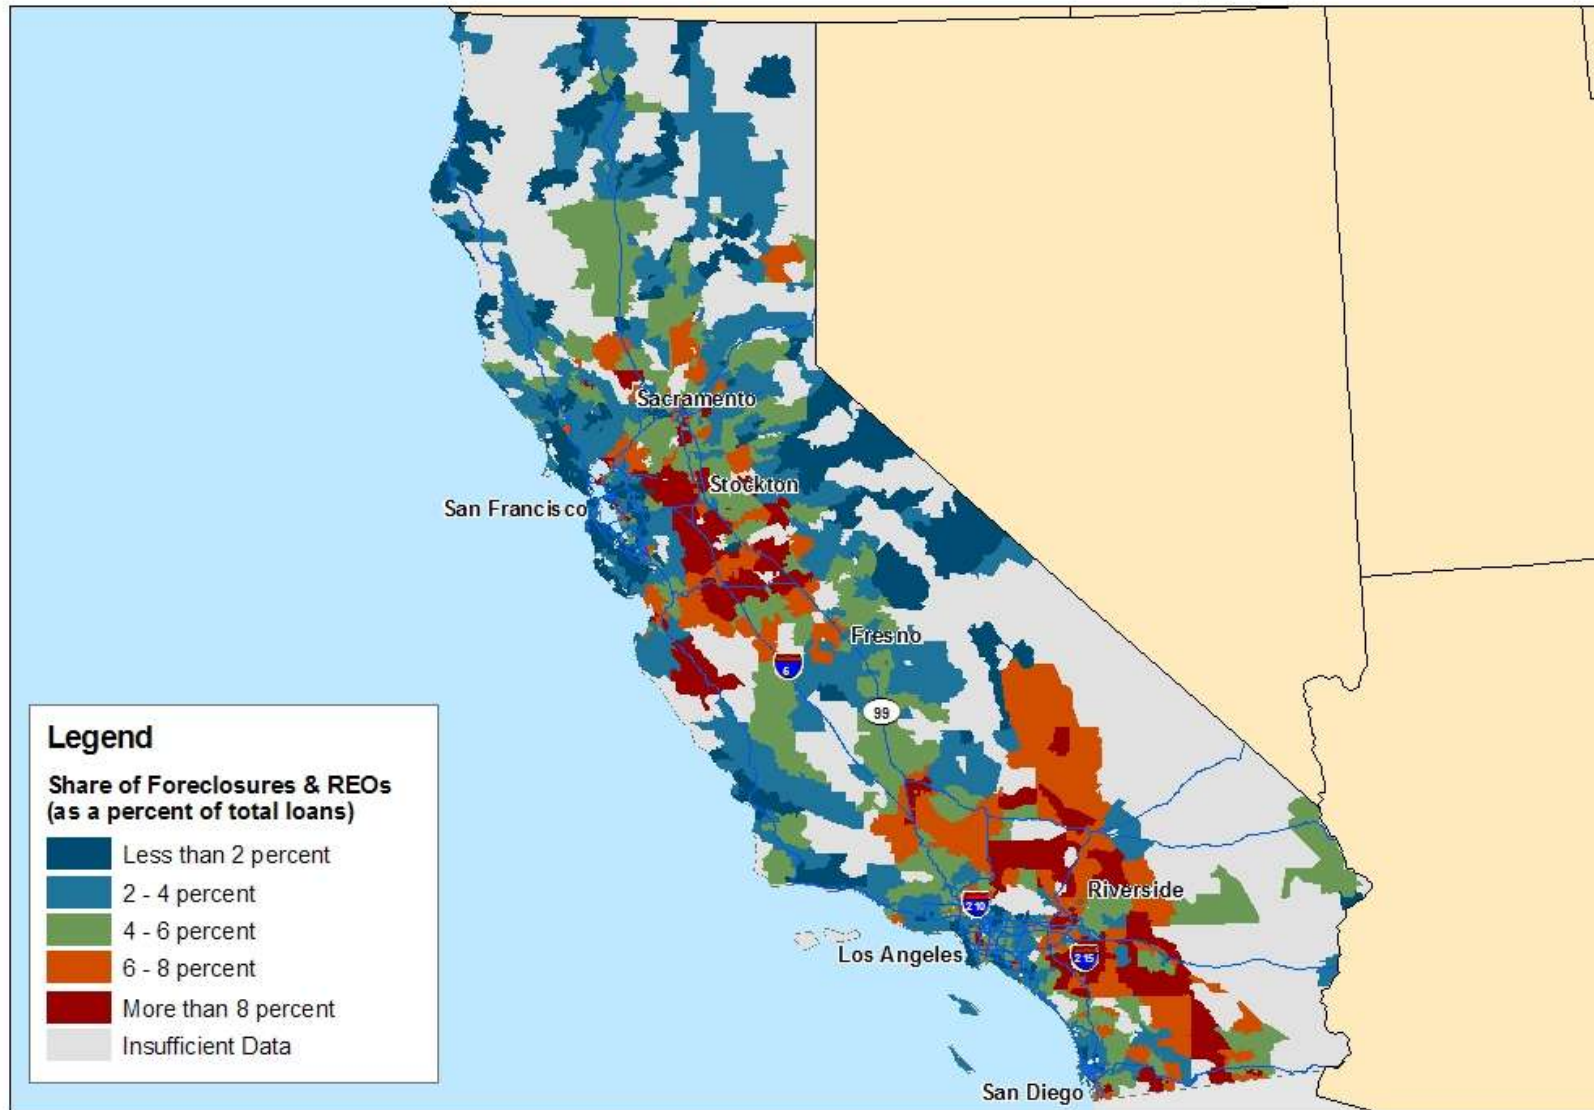 Sacramento
Stockton
San Francisco
Fresno
6
99
Riverside
210
Los Angeles
215
San Diego
Legend
Share of Foreclosures & REOs
(as a percent of total loans)
Less than 2 percent
2 - 4 percent
4 - 6 percent
6 - 8 percent
More than 8 percent
Insufficient Data